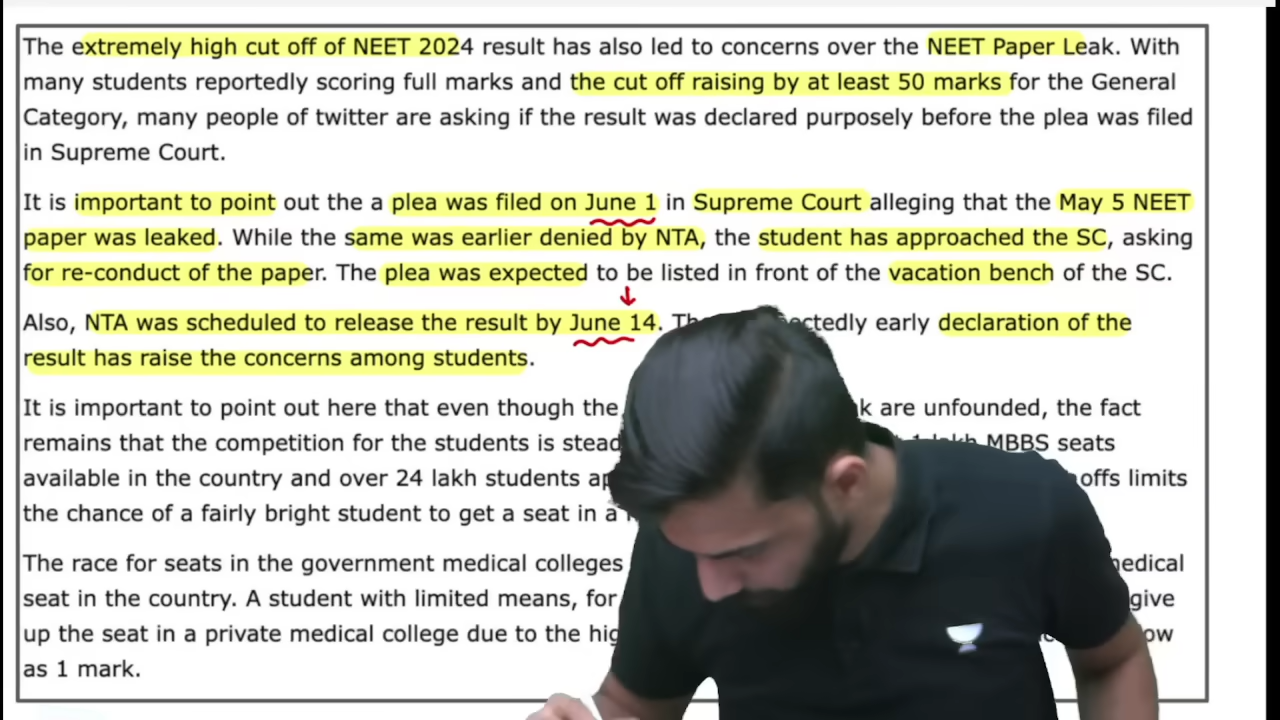 The extremely high cut off of NEET 2024 result has also led to concerns over the NEET Paper Leak. With
many students reportedly scoring full marks and the cut off raising by at least 50 marks for the General
Category, many people of twitter are asking if the result was declared purposely before the plea was filed
in Supreme Court.
It is important to point out the a plea was filed on June 1 in Supreme Court alleging that the May 5 NEET
paper was leaked. While the same was earlier denied by NTA, the student has approached the SC, asking
for re-conduct of the paper. The plea was expected to be listed in front of the vacation bench of the SC.
Also, NTA was scheduled to release the result by June 14. early declaration of the
result has raise the concerns among students.
It is important to point out here that even though the are unfounded, the fact
remains that the competition for the students is MBBS seats
available in the country and over 24 lakh students limits
the chance of a fairly bright student to get a seat in a
The race for seats in the government medical colleges medical
seat in the country. A student with limited means, for give
up the seat in a private medical college due to the
as 1 mark.